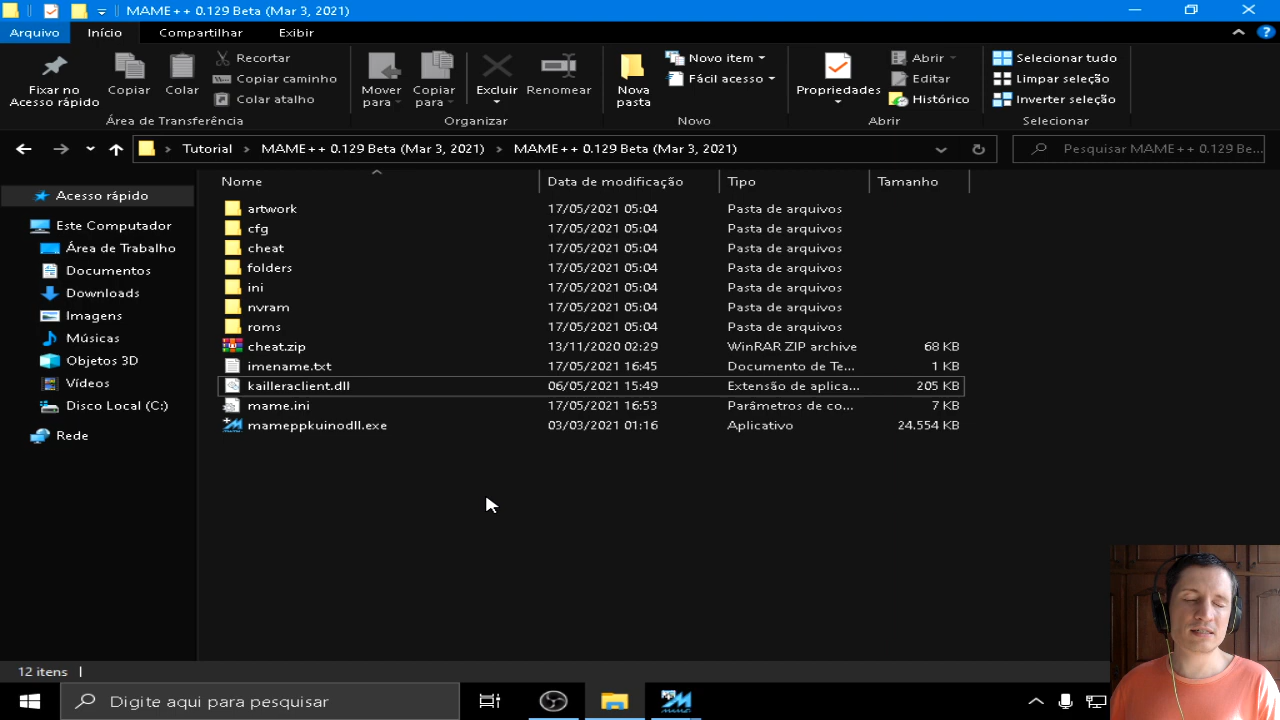 MAME++ 0.129 Beta (Mar 3, 2021)
Arquivo Início Compartilhar Exibir
Fixar no Acesso rápido
Copiar
Colar
Recortar
Copiar caminho
Colar atalho
Área de Transferência
Mover para
Copiar para
Excluir
Renomear
Organizar
Nova pasta
Novo item
Fácil acesso
Novo
Propriedades
Abrir
Editar
Histórico
Abrir
Selecionar tudo
Limpar seleção
Inverter seleção
Selecionar
Tutorial > MAME++ 0.129 Beta (Mar 3, 2021) > MAME++ 0.129 Beta (Mar 3, 2021)
Pesquisar MAME++ 0.129 Be...
Acesso rápido
Este Computador
Área de Trabalho
Documentos
Downloads
Imagens
Músicas
Objetos 3D
Vídeos
Disco Local (C:)
Rede
Nome Data de modificação Tipo Tamanho
artwork 17/05/2021 05:04 Pasta de arquivos
cfg 17/05/2021 05:04 Pasta de arquivos
cheat 17/05/2021 05:04 Pasta de arquivos
folders 17/05/2021 05:04 Pasta de arquivos
ini 17/05/2021 05:04 Pasta de arquivos
nvram 17/05/2021 05:04 Pasta de arquivos
roms 17/05/2021 05:04 Pasta de arquivos
cheat.zip 13/11/2020 02:29 WinRAR ZIP archive 68 KB
imename.txt 17/05/2021 16:45 Documento de Te... 1 KB
kailleraclient.dll 06/05/2021 15:49 Extensão de aplica... 205 KB
mame.ini 17/05/2021 16:53 Parâmetros de co... 7 KB
mameppkuinodll.exe 03/03/2021 01:16 Aplicativo 24.554 KB
12 itens
Digite aqui para pesquisar